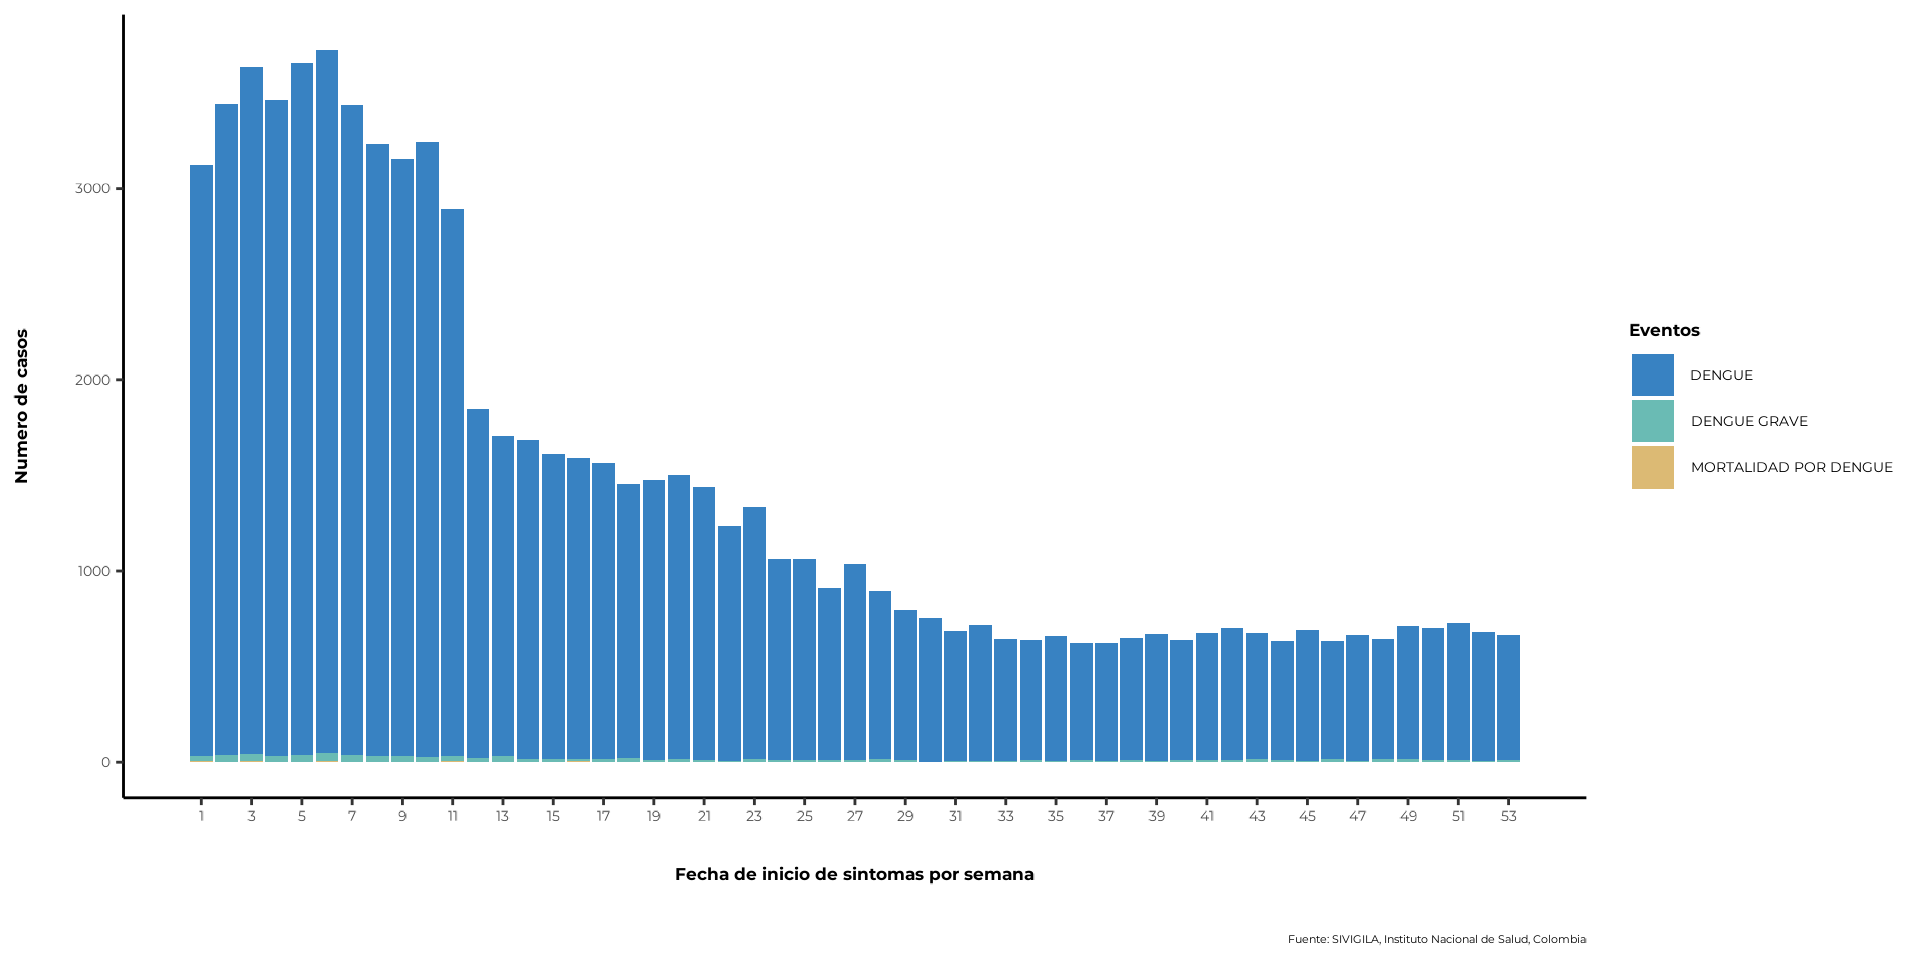 Numero de casos
3000
2000
1000
0
1 3 5 7 9 11 13 15 17 19 21 23 25 27 29 31 33 35 37 39 41 43 45 47 49 51 53
Fecha de inicio de sintomas por semana
Eventos
DENGUE
DENGUE GRAVE
MORTALIDAD POR DENGUE
Fuente: SIVIGILA, Instituto Nacional de Salud, Colombia